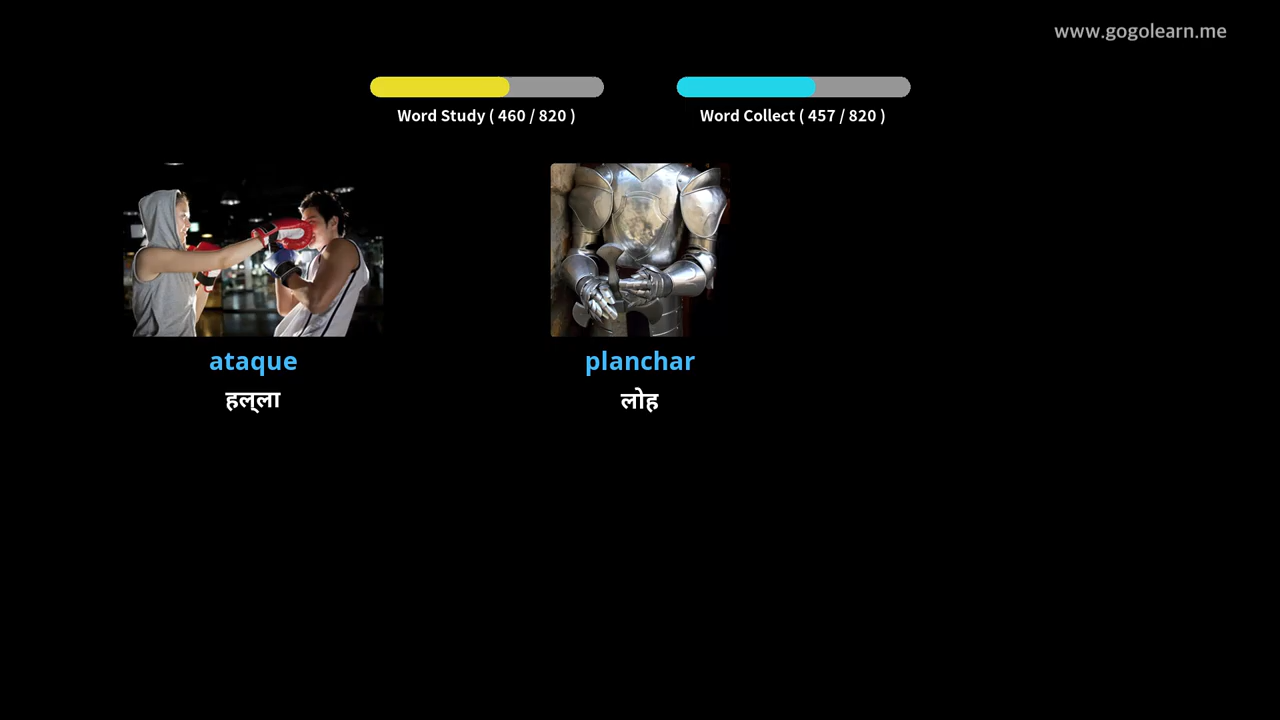 www.gogolearn.me
Word Study ( 460 / 820 )
Word Collect ( 457 / 820 )
ataque
हल्ला
planchar
लोह